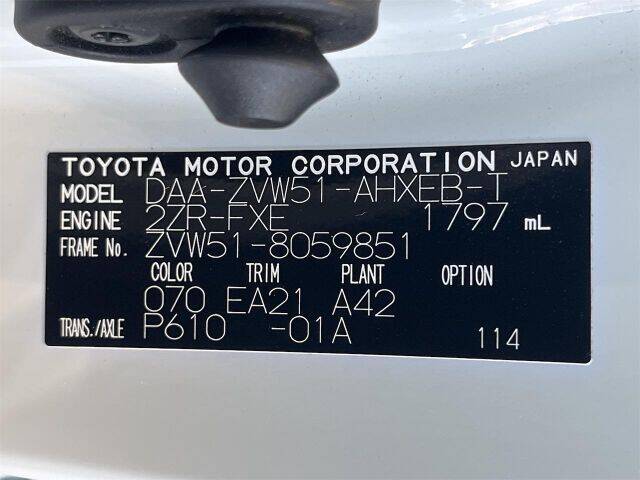 TOYOTA MOTOR CORPORATION JAPAN
MODEL DAA-ZVW51-AHXEB-T
ENGINE 2ZR-FXE 1797 mL
FRAME No. ZVW51-8059851
COLOR TRIM PLANT OPTION
070 EA21 A42
TRANS./AXLE P610 -01A 114